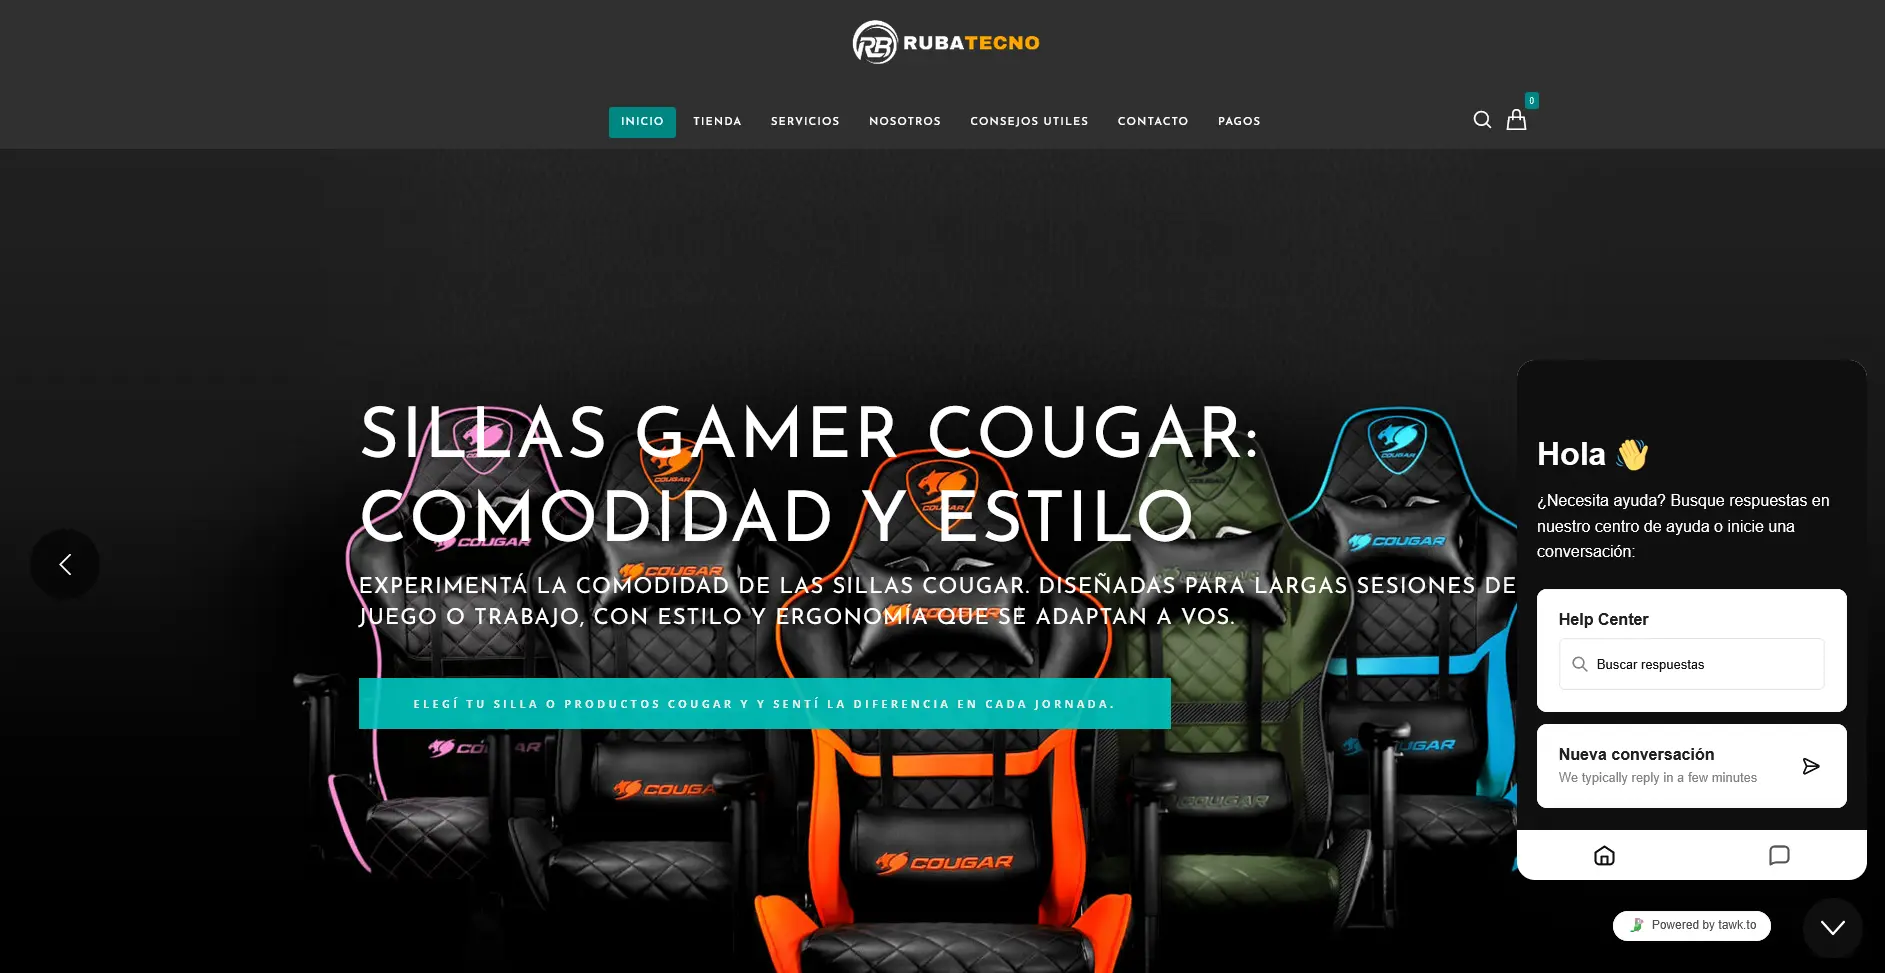 RB RUBATECNO
INICIO TIENDA SERVICIOS NOSOTROS CONSEJOS UTILES CONTACTO PAGOS
0
SILLAS GAMER COUGAR:
COMODIDAD Y ESTILO
EXPERIMENTÁ LA COMODIDAD DE LAS SILLAS COUGAR. DISEÑADAS PARA LARGAS SESIONES DE
JUEGO O TRABAJO, CON ESTILO Y ERGONOMÍA QUE SE ADAPTAN A VOS.
ELEGÍ TU SILLA O PRODUCTOS COUGAR Y Y SENTÍ LA DIFERENCIA EN CADA JORNADA.
COUGAR
COUGAR
COUGAR
COUGAR
COUGAR
COUGAR
COUGAR
COUGAR
COUGAR
Hola
¿Necesita ayuda? Busque respuestas en
nuestro centro de ayuda o inicie una
conversación:
Help Center
Buscar respuestas
Nueva conversación
We typically reply in a few minutes
Powered by tawk.to